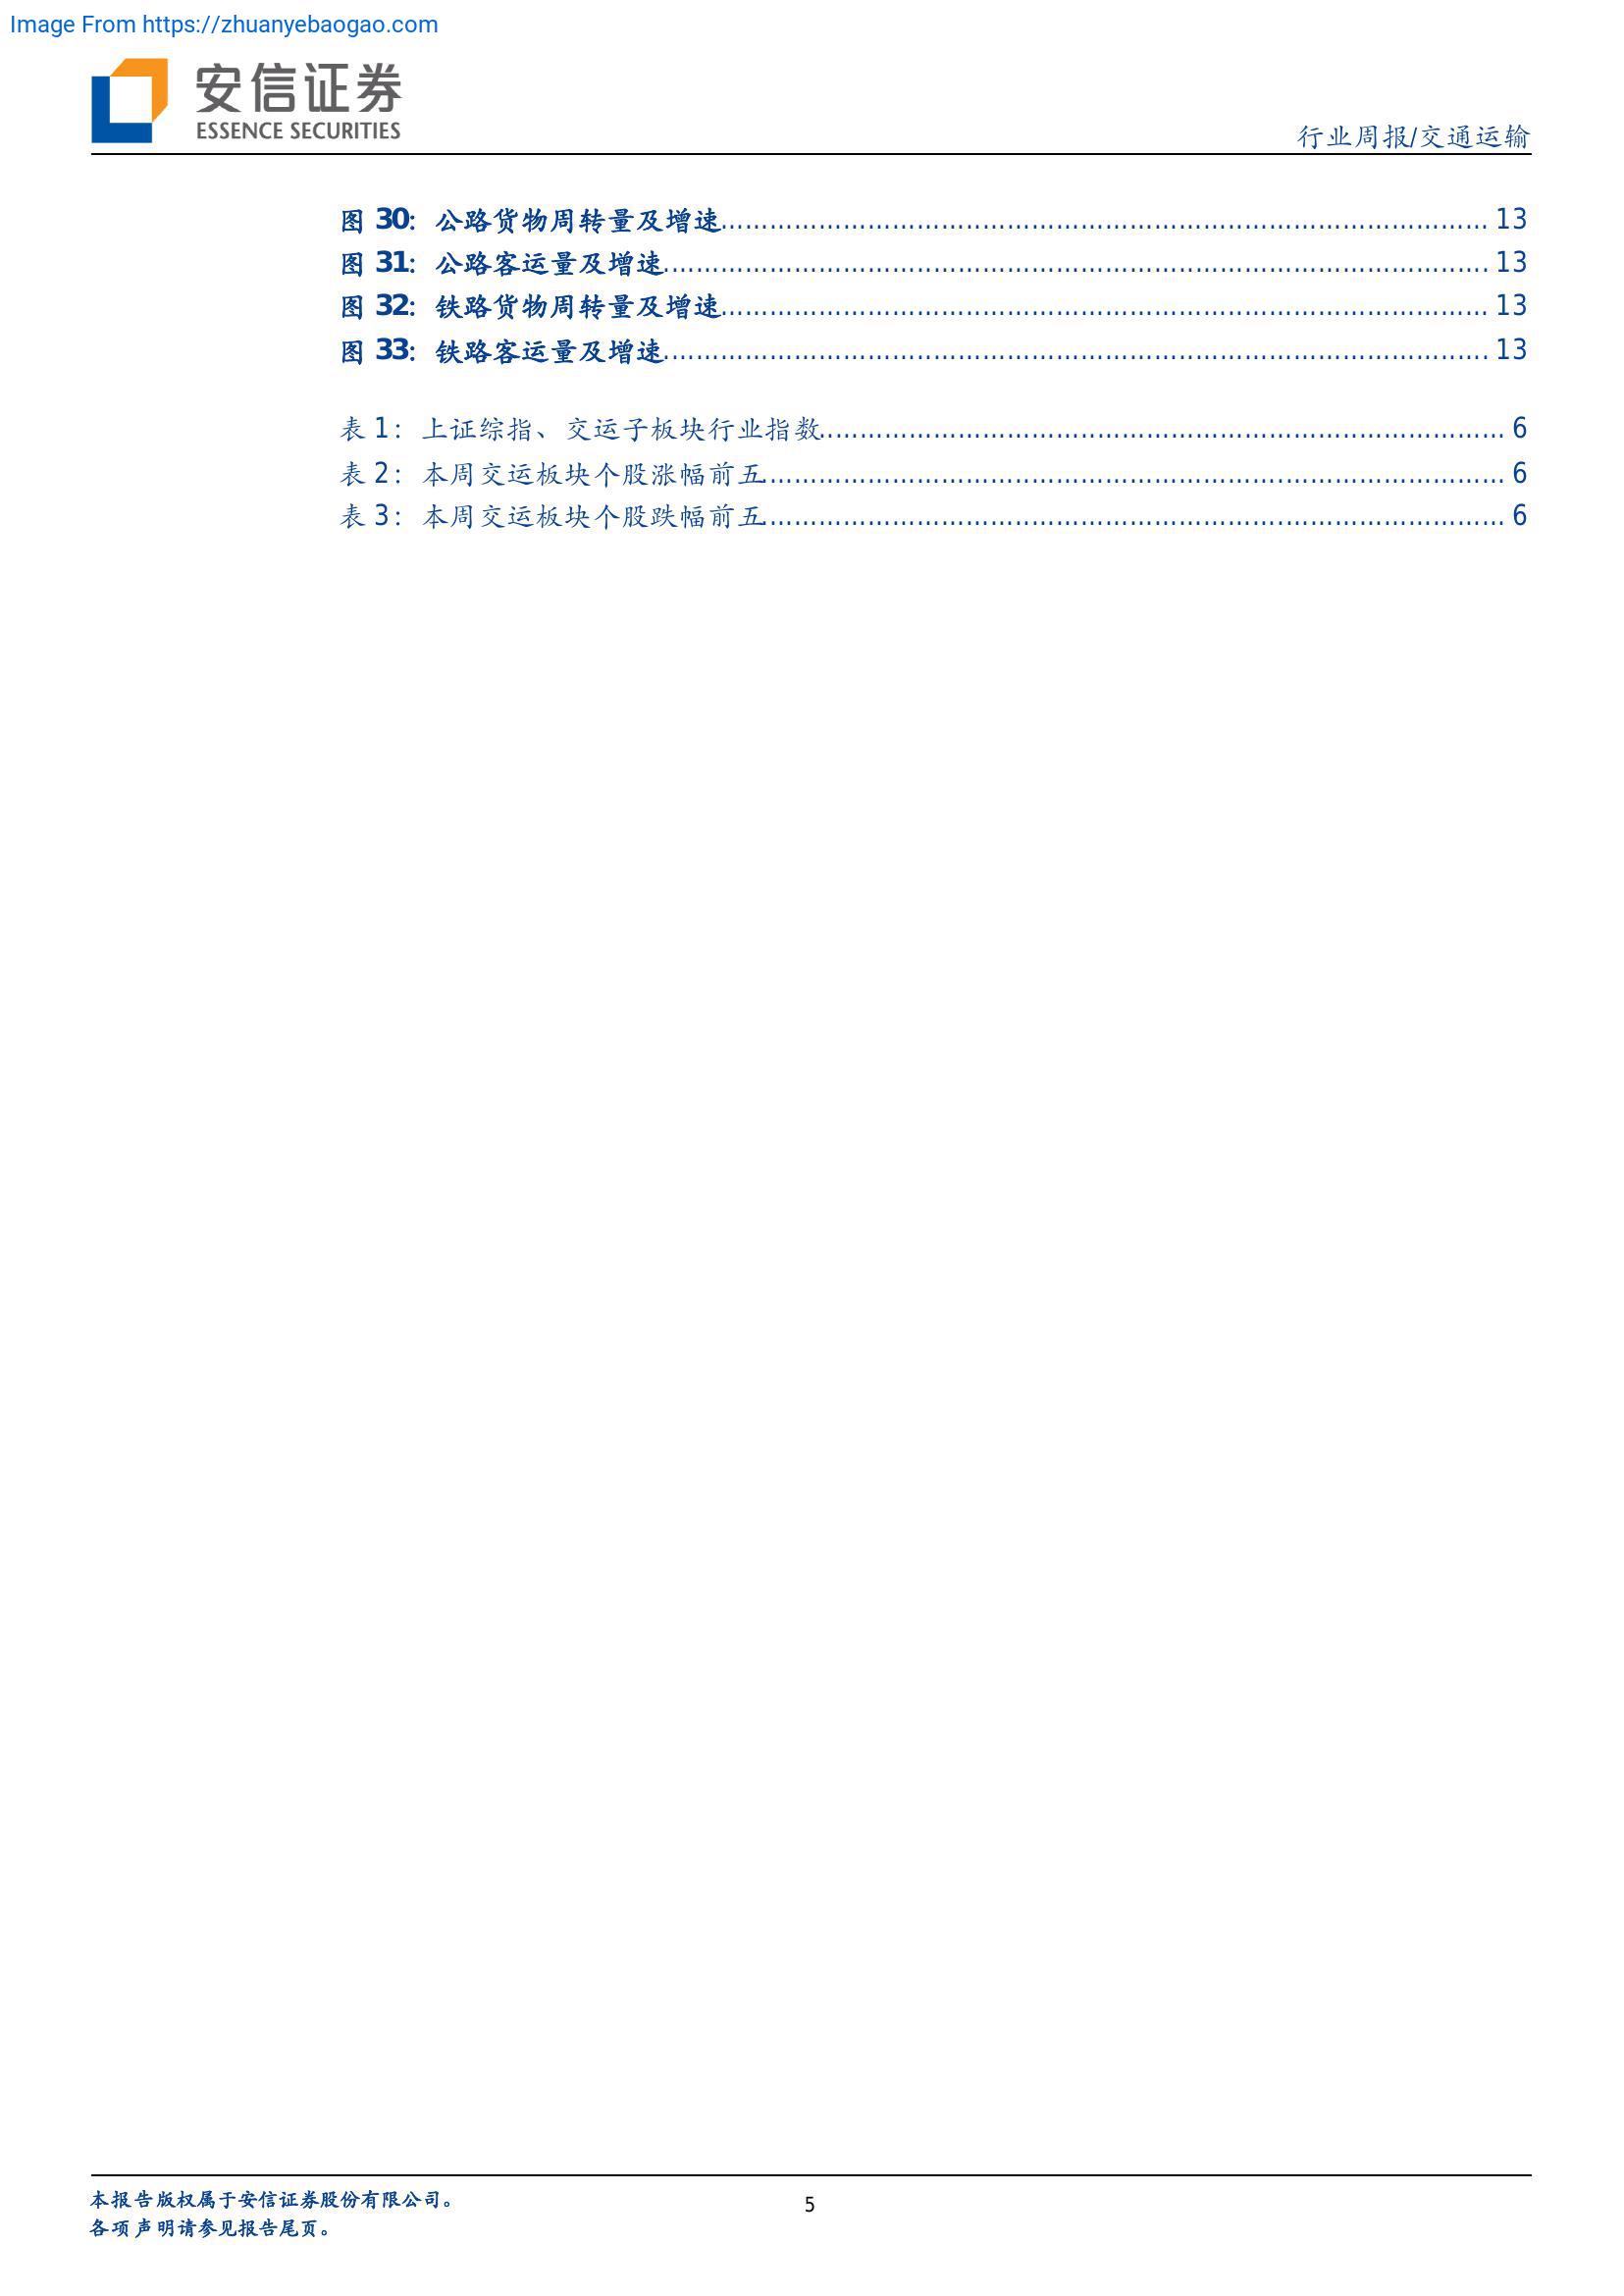 Image From https://zhuanyebaogao.com
安信证券
ESSENCE SECURITIES
行业周报/交通运输
图 30：公路货物周转量及增速................................................................................................ 13
图 31：公路客运量及增速....................................................................................................... 13
图 32：铁路货物周转量及增速................................................................................................ 13
图 33：铁路客运量及增速....................................................................................................... 13
表 1：上证综指、交运子板块行业指数..................................................................................... 6
表 2：本周交运板块个股涨幅前五............................................................................................ 6
表 3：本周交运板块个股跌幅前五............................................................................................ 6
本报告版权属于安信证券股份有限公司。
5
各项声明请参见报告尾页。